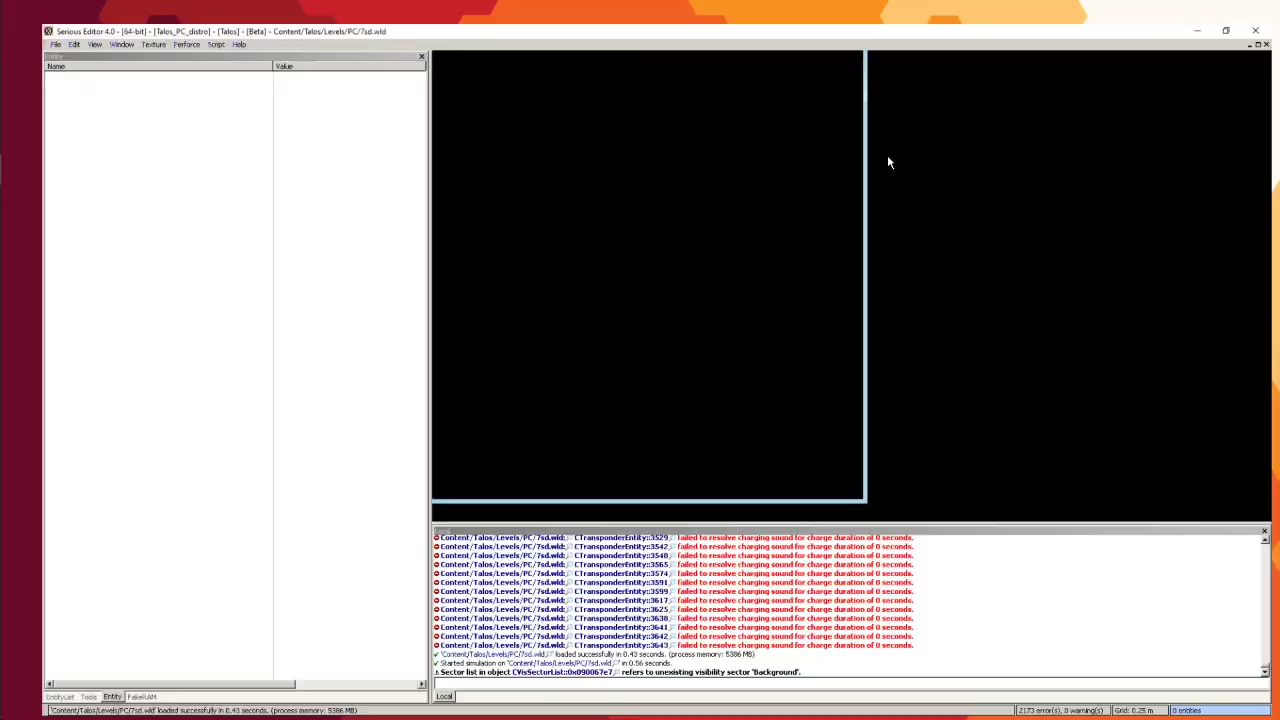 Serious Editor 4.0 - [64-bit] - [Talos_PC_distro] - [Talos] - [Beta] - Content/Talos/Levels/PC/7sd.wld
File Edit View Window Texture Perforce Script Help
Entity
Name Value
Content/Talos/Levels/PC/7sd.wld: CTransponderEntity::3529 failed to resolve charging sound for charge duration of 0 seconds.
Content/Talos/Levels/PC/7sd.wld: CTransponderEntity::3542 failed to resolve charging sound for charge duration of 0 seconds.
Content/Talos/Levels/PC/7sd.wld: CTransponderEntity::3548 failed to resolve charging sound for charge duration of 0 seconds.
Content/Talos/Levels/PC/7sd.wld: CTransponderEntity::3565 failed to resolve charging sound for charge duration of 0 seconds.
Content/Talos/Levels/PC/7sd.wld: CTransponderEntity::3574 failed to resolve charging sound for charge duration of 0 seconds.
Content/Talos/Levels/PC/7sd.wld: CTransponderEntity::3591 failed to resolve charging sound for charge duration of 0 seconds.
Content/Talos/Levels/PC/7sd.wld: CTransponderEntity::3599 failed to resolve charging sound for charge duration of 0 seconds.
Content/Talos/Levels/PC/7sd.wld: CTransponderEntity::3617 failed to resolve charging sound for charge duration of 0 seconds.
Content/Talos/Levels/PC/7sd.wld: CTransponderEntity::3625 failed to resolve charging sound for charge duration of 0 seconds.
Content/Talos/Levels/PC/7sd.wld: CTransponderEntity::3638 failed to resolve charging sound for charge duration of 0 seconds.
Content/Talos/Levels/PC/7sd.wld: CTransponderEntity::3641 failed to resolve charging sound for charge duration of 0 seconds.
Content/Talos/Levels/PC/7sd.wld: CTransponderEntity::3642 failed to resolve charging sound for charge duration of 0 seconds.
Content/Talos/Levels/PC/7sd.wld: CTransponderEntity::3643 failed to resolve charging sound for charge duration of 0 seconds.
'Content/Talos/Levels/PC/7sd.wld' loaded successfully in 0.43 seconds. (process memory: 5386 MB)
Started simulation on 'Content/Talos/Levels/PC/7sd.wld' in 0.56 seconds.
Sector list in object CVisSectorList::0x090067e7 refers to unexisting visibility sector 'Background'.
EntityList Tools Entity FakeRAM
Local
'Content/Talos/Levels/PC/7sd.wld' loaded successfully in 0.43 seconds. (process memory: 5386 MB)
2173 error(s), 0 warning(s) Grid: 0.25 m 0 entities